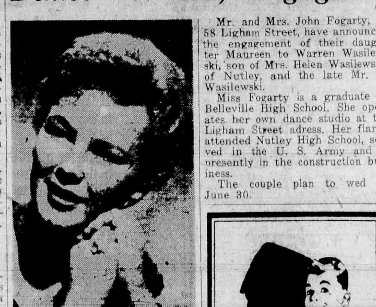 Mr. and Mrs. John Fogarty,
58 Ligham Street, have announc
the engagement of their daug
ter Maureen to Warren Wasile
ski, son of Mrs. Helen Wasilews
of Nutley, and the late Mr.
Wasilewski.
Miss Fogarty is a graduate
Belleville High School. She ope
ates her own dance studio at t
Ligham Street adress. Her fian
attended Nutley High School, se
ved in the U. S. Army and
presently in the construction bu
iness.
The couple plan to wed
June 30.